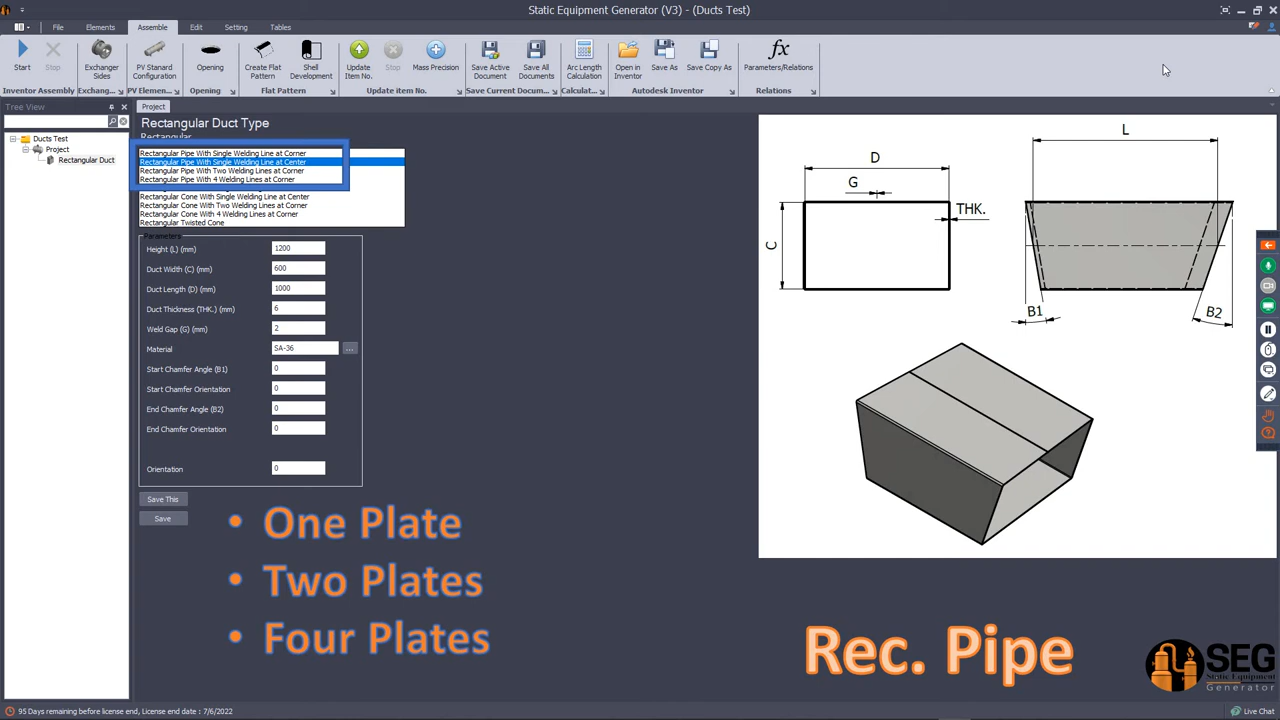 Static Equipment Generator (V3) - (Ducts Test)
File Elements Assemble Edit Setting Tables
Start Stop Exchanger Sides PV Stanard Configuration Opening Create Flat Pattern Shell Development Update Item No. Stop Mass Precision Save Active Document Save All Documents Arc Length Calculation Open in Inventor Save As Save Copy As Parameters/Relations
Inventor Assembly Exchang... PV Elemen... Opening Flat Pattern Update item No. Save Current Docum... Calculat... Autodesk Inventor Relations
Tree View
Project
Ducts Test
Project
Rectangular Duct
Rectangular Duct Type
Rectangular
Rectangular Pipe With Single Welding Line at Corner
Rectangular Pipe With Single Welding Line at Center
Rectangular Pipe With Two Welding Lines at Corner
Rectangular Pipe With 4 Welding Lines at Corner
Rectangular Cone With Single Welding Line at Center
Rectangular Cone With Two Welding Lines at Corner
Rectangular Cone With 4 Welding Lines at Corner
Rectangular Twisted Cone
Parameters
Height (L) (mm) 1200
Duct Width (C) (mm) 600
Duct Length (D) (mm) 1000
Duct Thickness (THK.) (mm) 6
Weld Gap (G) (mm) 2
Material SA-36 ...
Start Chamfer Angle (B1) 0
Start Chamfer Orientation 0
End Chamfer Angle (B2) 0
End Chamfer Orientation 0
Orientation 0
Save This
Save
D
G
THK.
C
L
B1
B2
• One Plate
• Two Plates
• Four Plates
Rec. Pipe
SEG
Static Equipment
Generator
95 Days remaining before license end, License end date : 7/6/2022
Live Chat